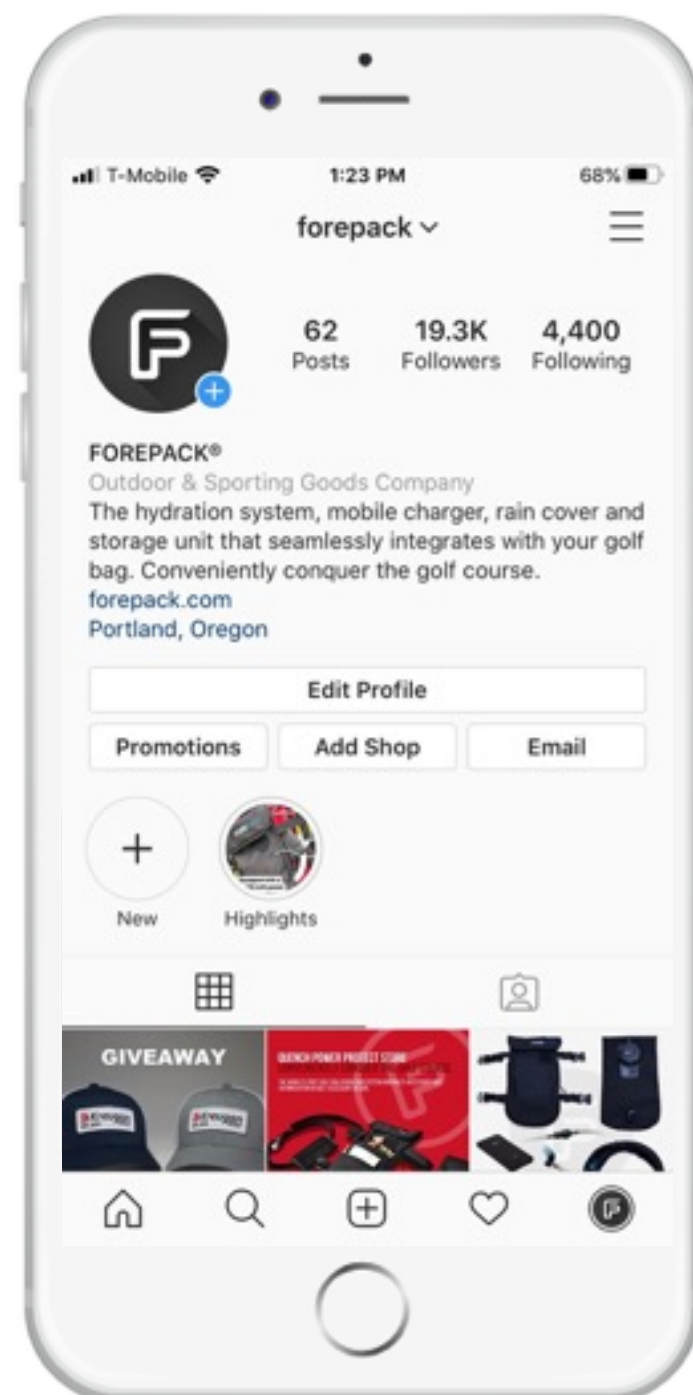 T-Mobile 1:23 PM 68%
forepack
62 19.3K 4,400
Posts Followers Following
FOREPACK®
Outdoor & Sporting Goods Company
The hydration system, mobile charger, rain cover and
storage unit that seamlessly integrates with your golf
bag. Conveniently conquer the golf course.
forepack.com
Portland, Oregon
Edit Profile
Promotions Add Shop Email
New Highlights
GIVEAWAY
QUENCH POWER PROTECT STORE